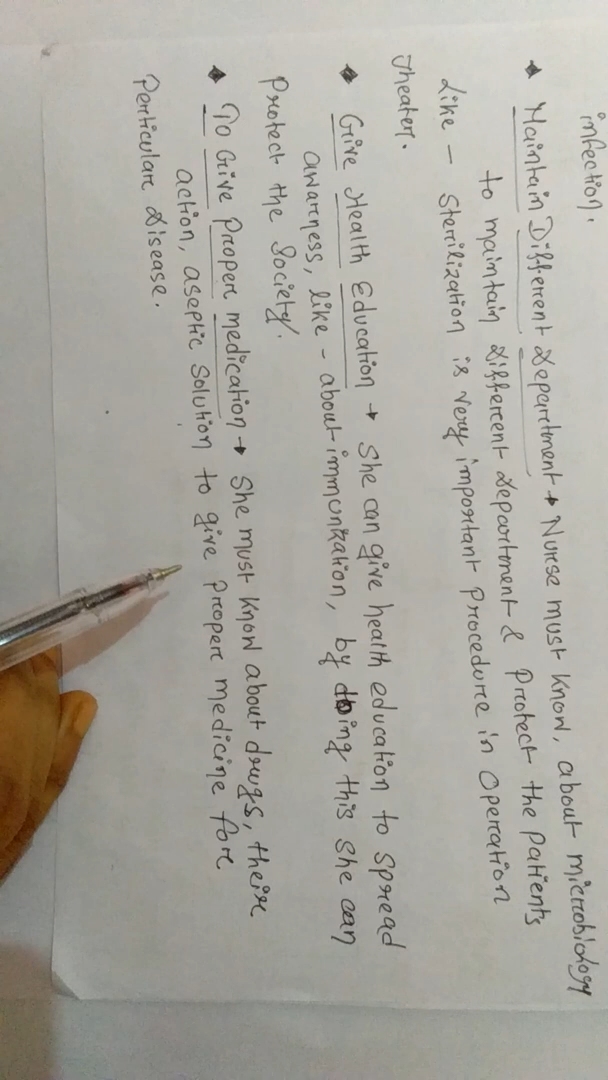 infection.
◆ Maintain Different Department → Nurse must know, about microbiology
to maintain different department & protect the patients
like - Sterilization is very important procedure in Operation
Theater.
◆ Give Health Education → She can give health education to spread
awarness, like - about immunization, by doing this she can
protect the Society.
◆ To Give proper medication → She must know about drugs, their
action, aseptic solution to give proper medicine fore
Perticulare disease.